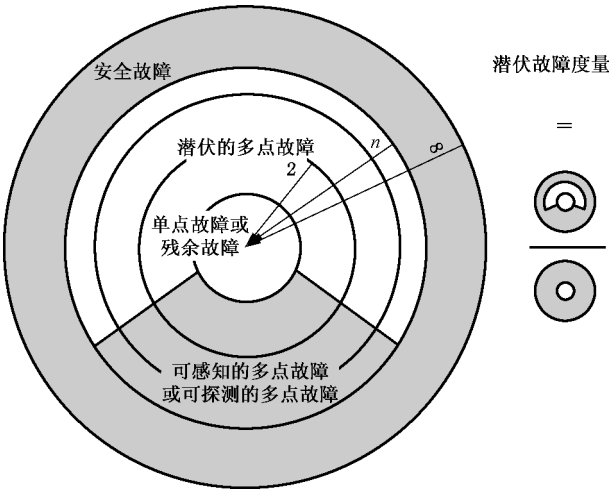 安全故障
潜伏故障度量
=
潜伏的多点故障
2
n
∞
单点故障或
残余故障
可感知的多点故障
或可探测的多点故障